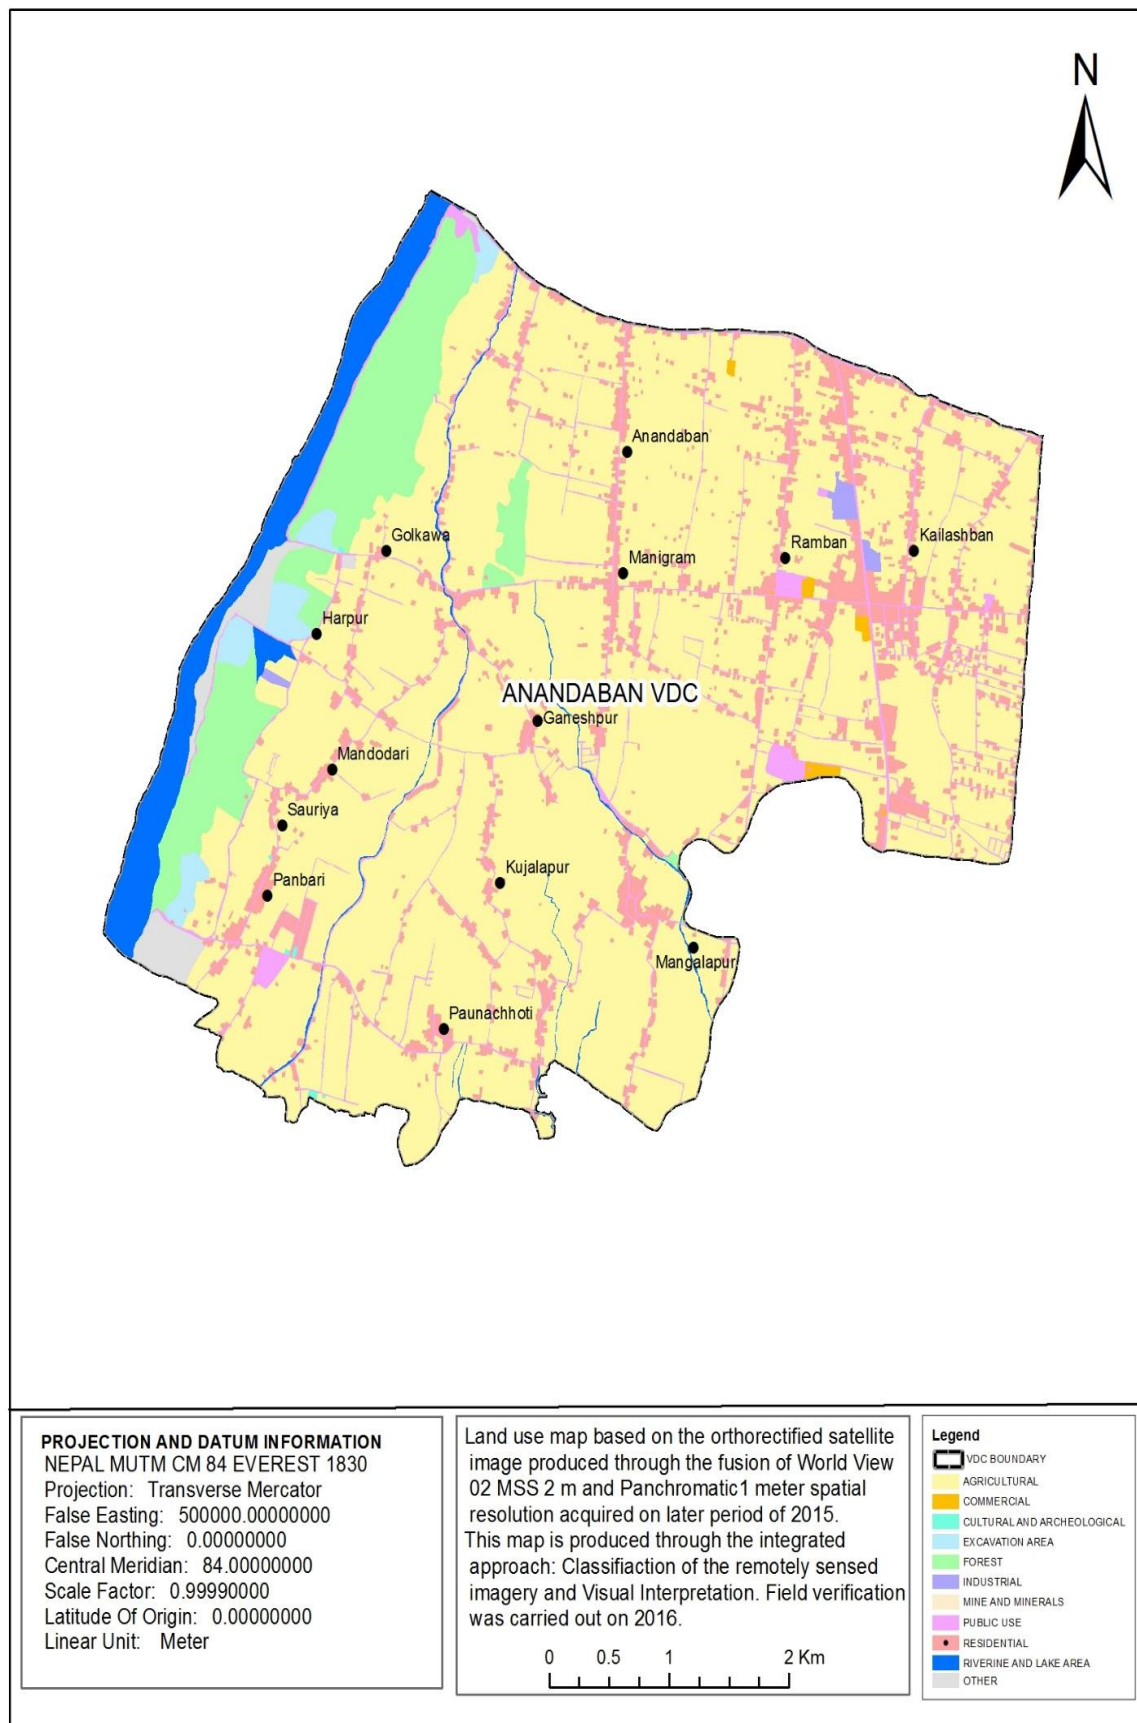 N
Anandaban
Golkawa
Ramban
Kailashban
Manigram
Harpur
ANANDABAN VDC
Ganeshpur
Mandodari
Sauriya
Kujalapur
Panbari
Mangalapur
Paunachhoti
PROJECTION AND DATUM INFORMATION
NEPAL MUTM CM 84 EVEREST 1830
Projection: Transverse Mercator
False Easting: 500000.00000000
False Northing: 0.00000000
Central Meridian: 84.00000000
Scale Factor: 0.99990000
Latitude Of Origin: 0.00000000
Linear Unit: Meter
Land use map based on the orthorectified satellite
image produced through the fusion of World View
02 MSS 2 m and Panchromatic1 meter spatial
resolution acquired on later period of 2015.
This map is produced through the integrated
approach: Classifiaction of the remotely sensed
imagery and Visual Interpretation. Field verification
was carried out on 2016.
0 0.5 1 2 Km
Legend
VDC BOUNDARY
AGRICULTURAL
COMMERCIAL
CULTURAL AND ARCHEOLOGICAL
EXCAVATION AREA
FOREST
INDUSTRIAL
MINE AND MINERALS
PUBLIC USE
RESIDENTIAL
RIVERINE AND LAKE AREA
OTHER